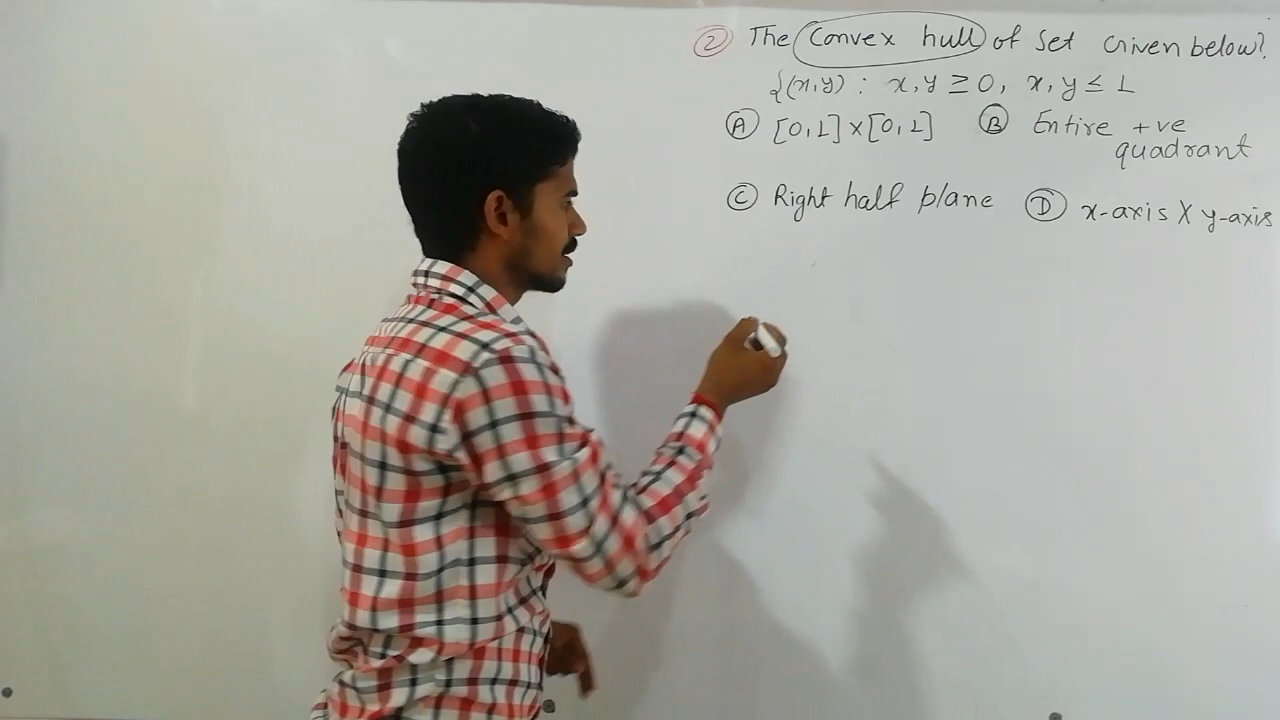 ② The Convex hull of Set Given below?
{(x,y) : x,y ≥ 0, x,y ≤ 1
Ⓐ [0,1]×[0,1] Ⓑ Entire +ve quadrant
Ⓒ Right half plane Ⓓ x-axis X y-axis